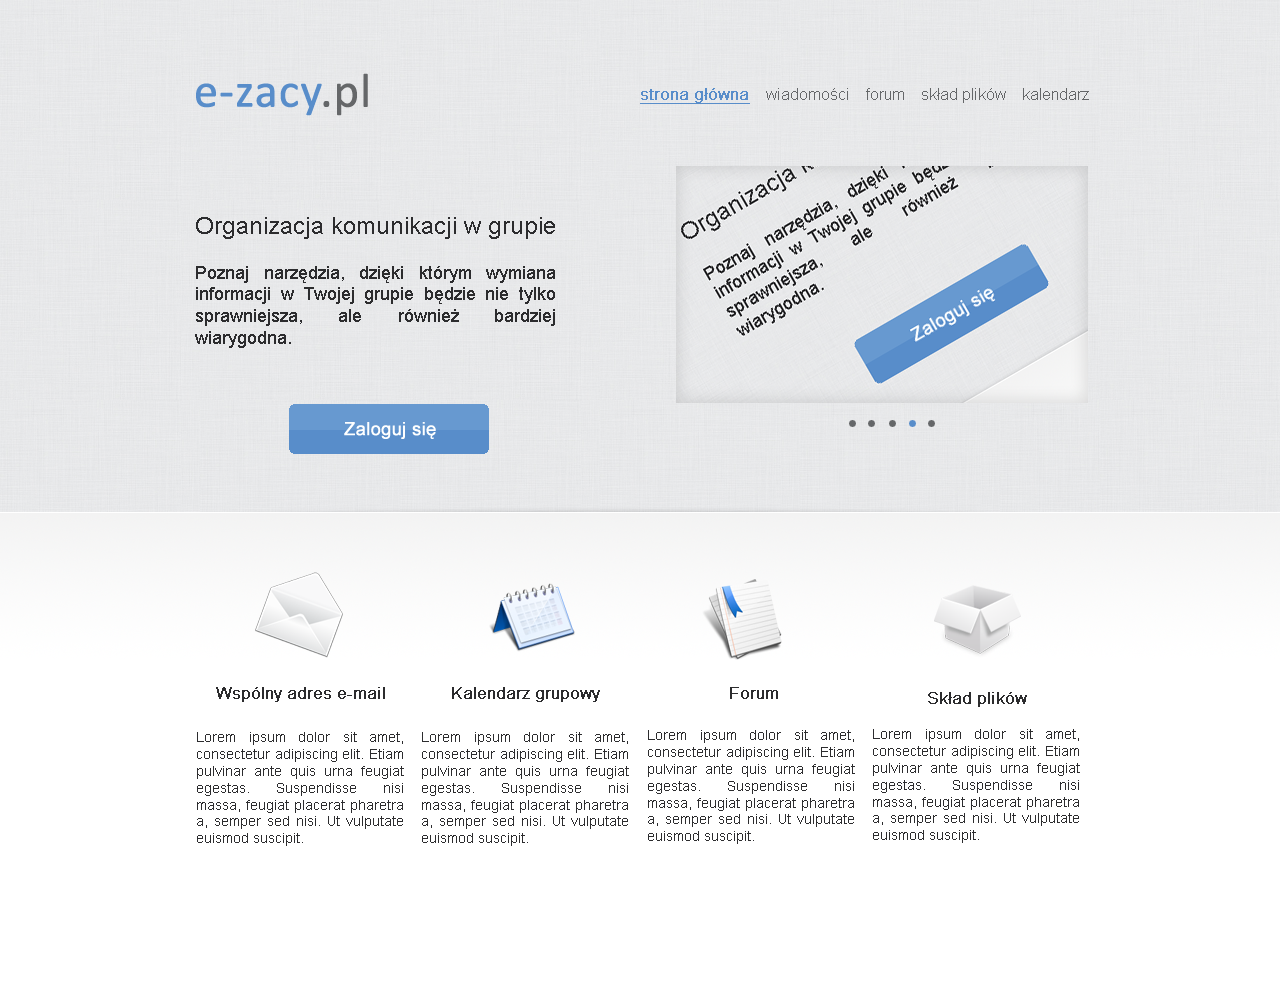 e-zacy.pl
strona główna wiadomości forum skład plików kalendarz
Organizacja komunikacji w grupie
Poznaj narzędzia, dzięki którym wymiana
informacji w Twojej grupie będzie nie tylko
sprawniejsza, ale również bardziej
wiarygodna.
Zaloguj się
Organizacja k
Poznaj narzędzia, dzięki
informacji w Twojej grupie
sprawniejsza, ale również
wiarygodna.
Zaloguj się
Wspólny adres e-mail
Lorem ipsum dolor sit amet,
consectetur adipiscing elit. Etiam
pulvinar ante quis urna feugiat
egestas. Suspendisse nisi
massa, feugiat placerat pharetra
a, semper sed nisi. Ut vulputate
euismod suscipit.
Kalendarz grupowy
Lorem ipsum dolor sit amet,
consectetur adipiscing elit. Etiam
pulvinar ante quis urna feugiat
egestas. Suspendisse nisi
massa, feugiat placerat pharetra
a, semper sed nisi. Ut vulputate
euismod suscipit.
Forum
Lorem ipsum dolor sit amet,
consectetur adipiscing elit. Etiam
pulvinar ante quis urna feugiat
egestas. Suspendisse nisi
massa, feugiat placerat pharetra
a, semper sed nisi. Ut vulputate
euismod suscipit.
Skład plików
Lorem ipsum dolor sit amet,
consectetur adipiscing elit. Etiam
pulvinar ante quis urna feugiat
egestas. Suspendisse nisi
massa, feugiat placerat pharetra
a, semper sed nisi. Ut vulputate
euismod suscipit.